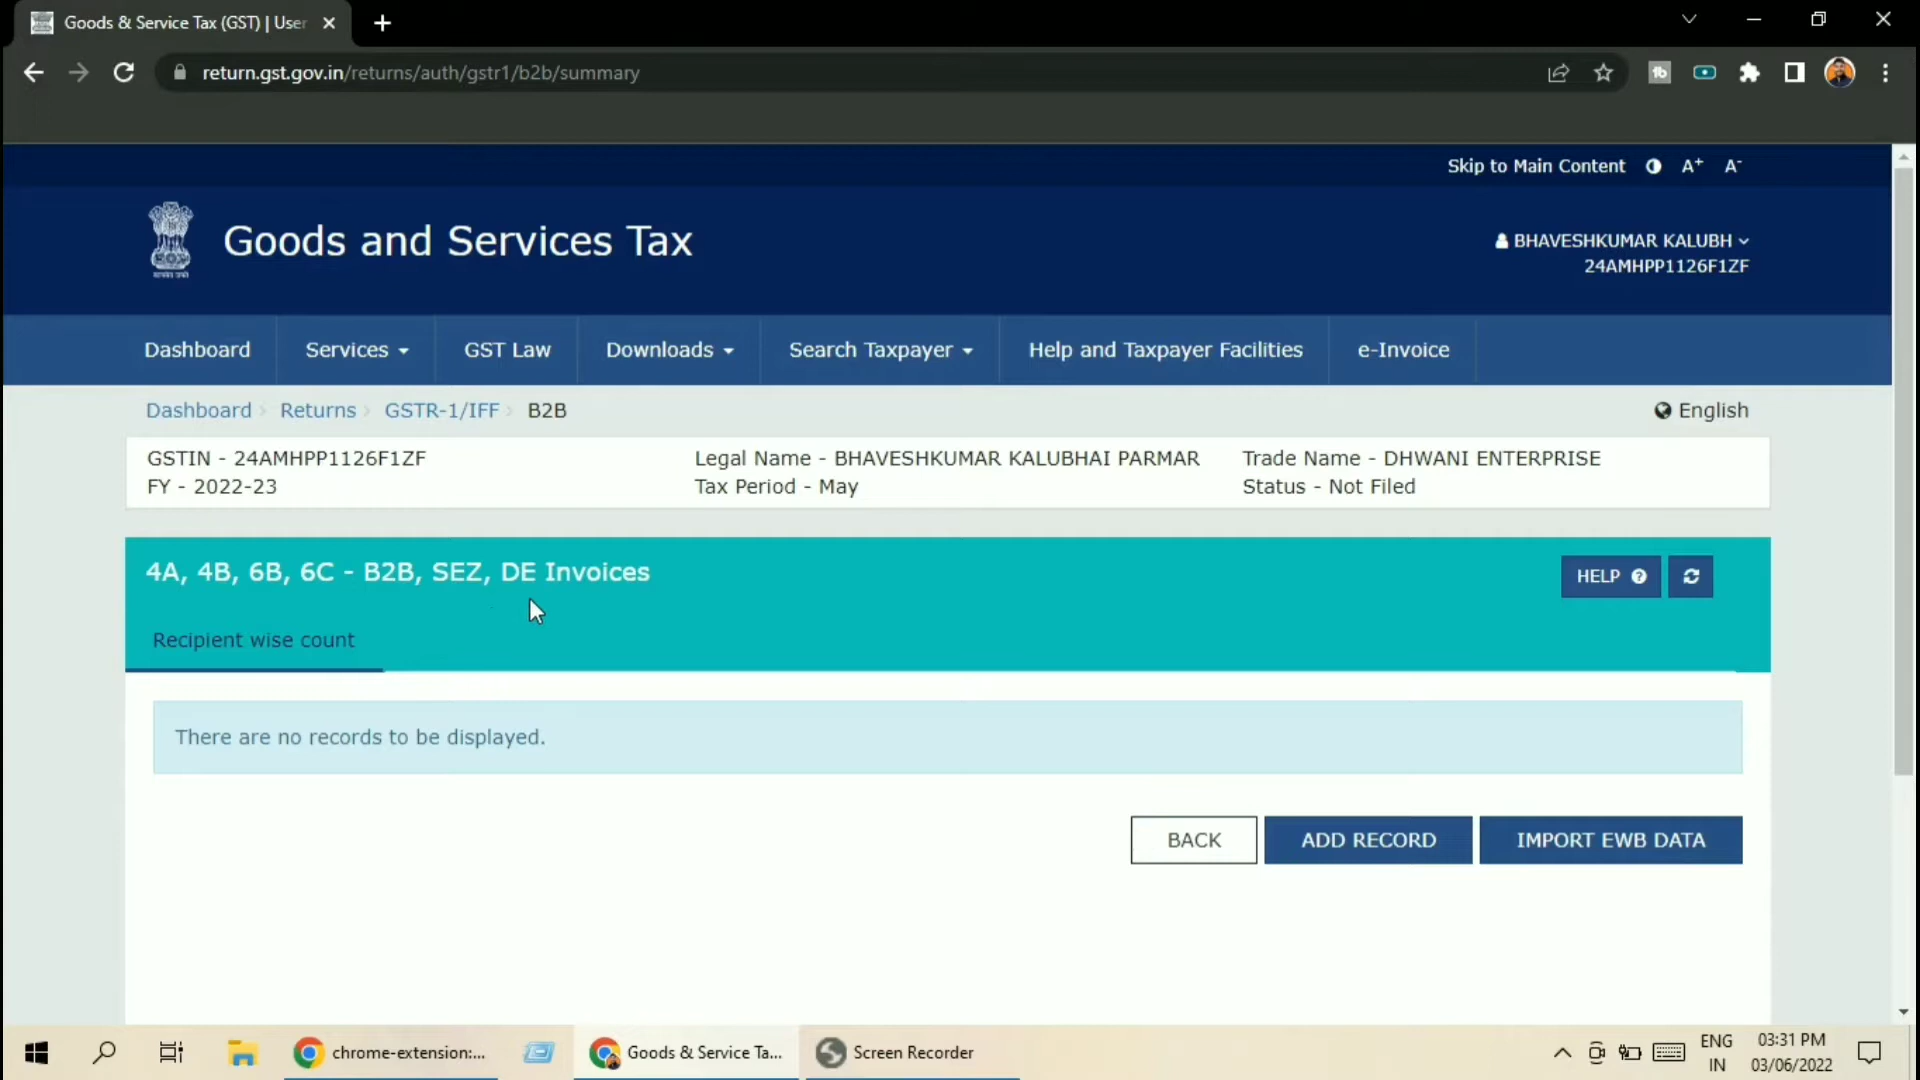 Goods & Service Tax (GST) | User
return.gst.gov.in/returns/auth/gstr1/b2b/summary
Skip to Main Content A+ A-
Goods and Services Tax
BHAVESHKUMAR KALUBH
24AMHPP1126F1ZF
Dashboard Services GST Law Downloads Search Taxpayer Help and Taxpayer Facilities e-Invoice
Dashboard Returns GSTR-1/IFF B2B English
GSTIN - 24AMHPP1126F1ZF Legal Name - BHAVESHKUMAR KALUBHAI PARMAR Trade Name - DHWANI ENTERPRISE
FY - 2022-23 Tax Period - May Status - Not Filed
4A, 4B, 6B, 6C - B2B, SEZ, DE Invoices HELP
Recipient wise count
There are no records to be displayed.
BACK ADD RECORD IMPORT EWB DATA
chrome-extension:... Goods & Service Ta... Screen Recorder
ENG 03:31 PM
IN 03/06/2022